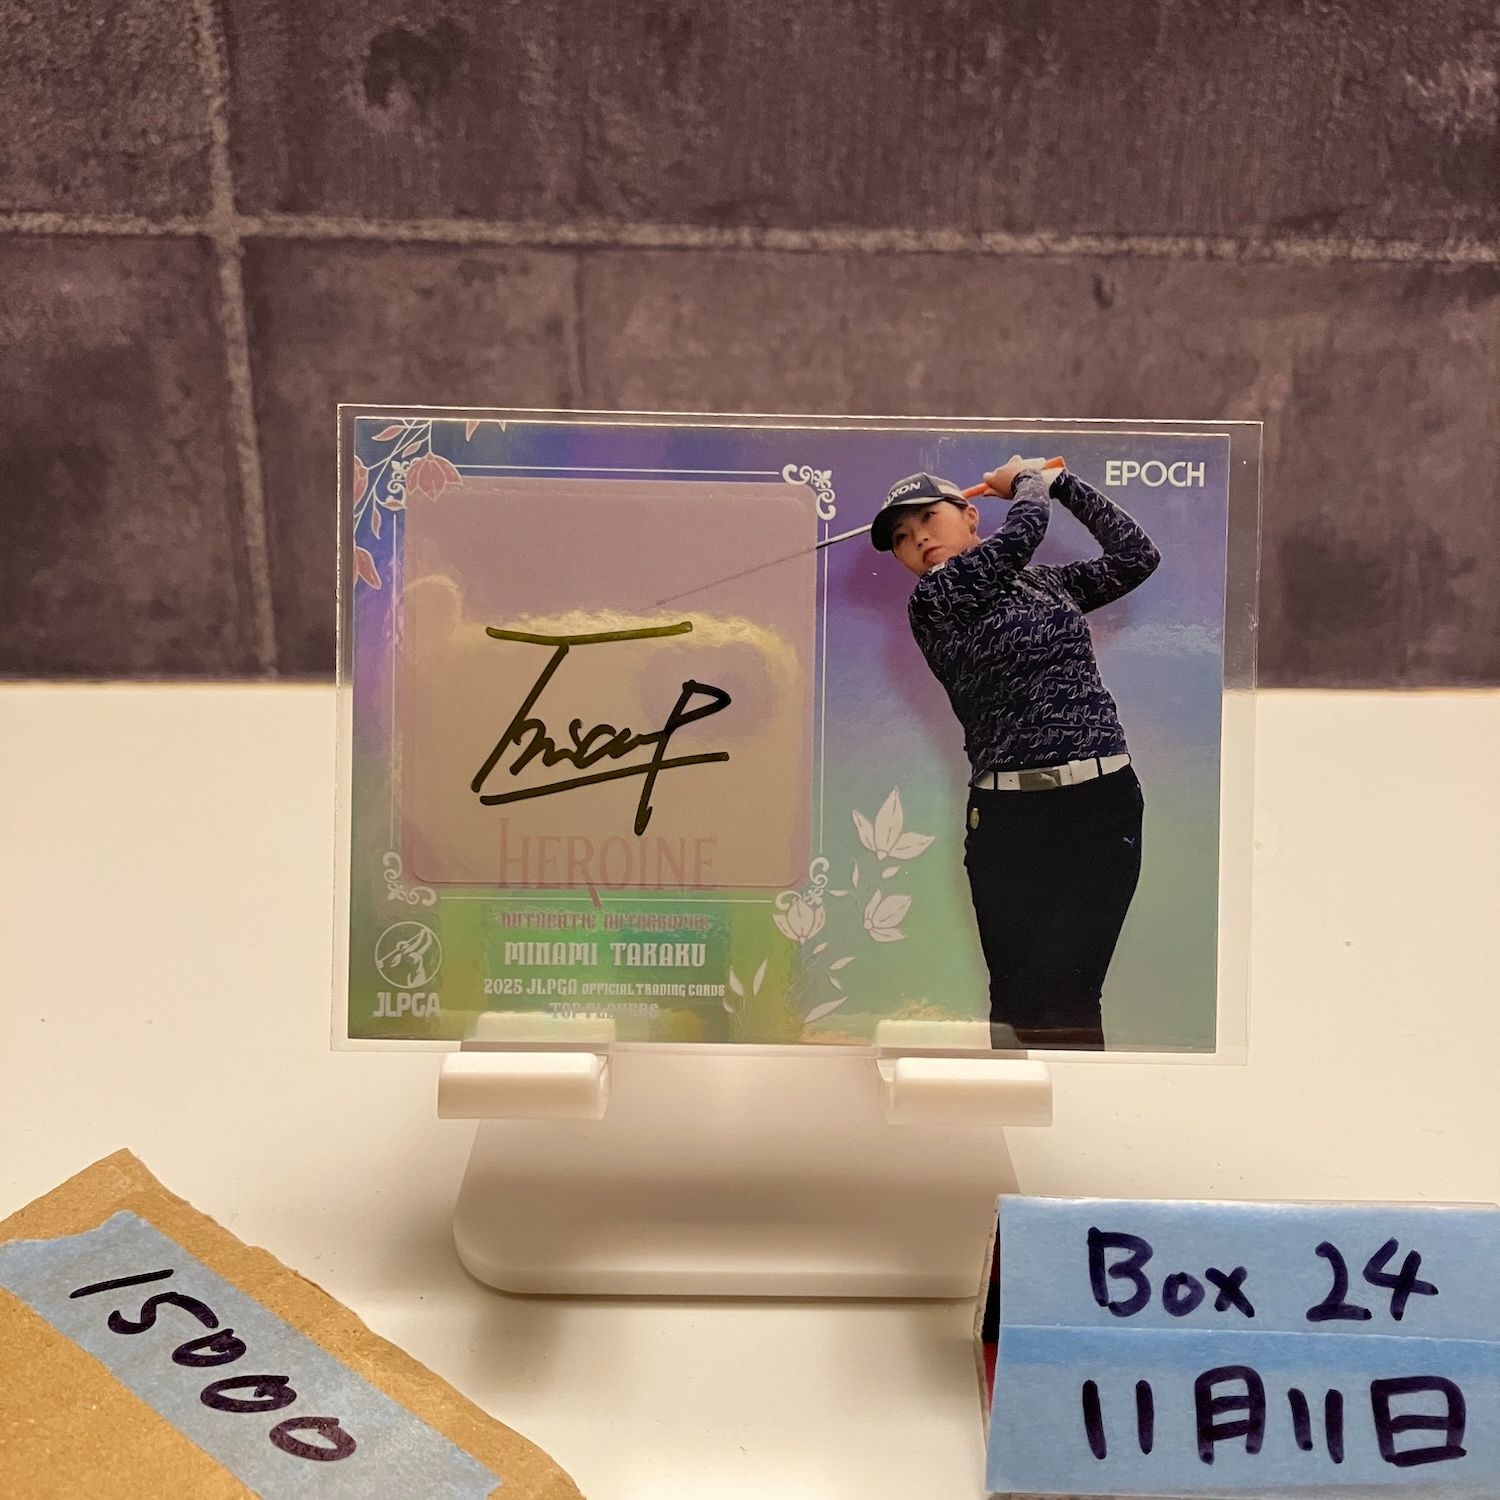 EPOCH
HEROINE
AUTHENTIC AUTOGRAPHS
MINAMI TAKAKU
2025 JLPGA OFFICIAL TRADING CARDS
TOP PLAYERS
JLPGA
15000
Box 24
11月11日